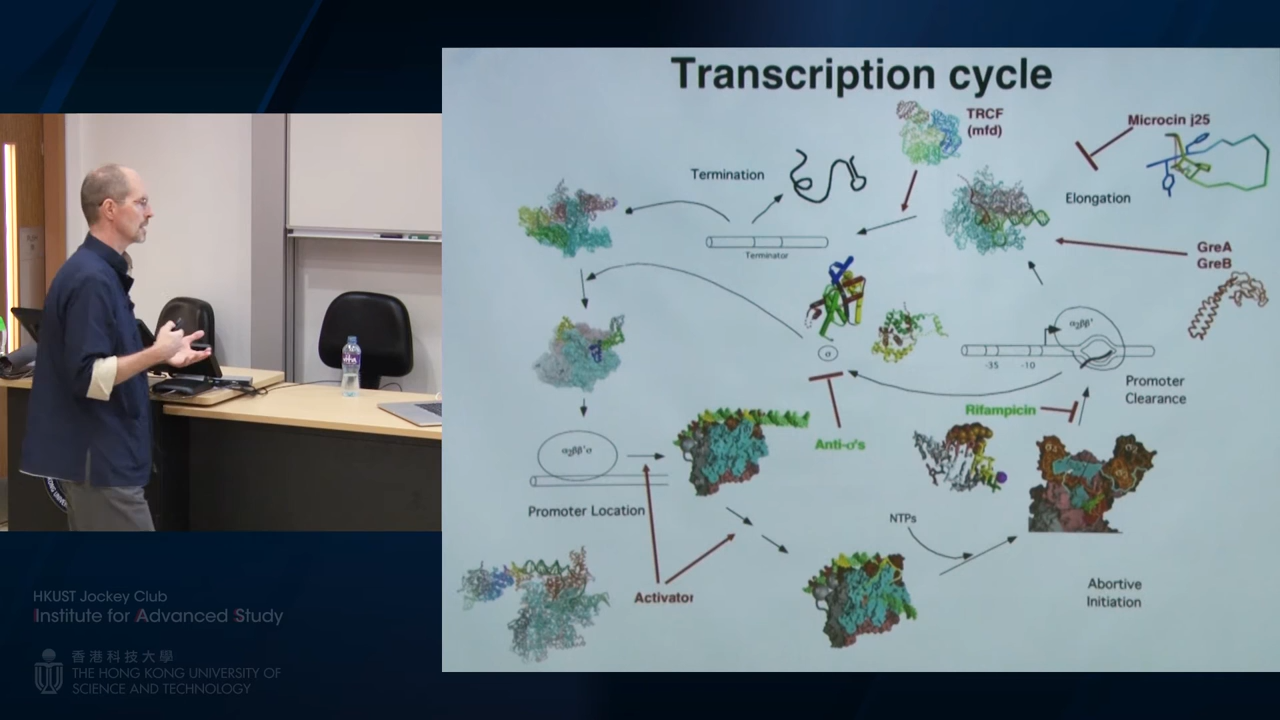 Transcription cycle
TRCF
(mfd)
Microcin j25
Termination
Elongation
Terminator
GreA
GreB
α₂ββ'
σ
-35
-10
Promoter
Clearance
Rifampicin
Anti-σ's
α₂ββ'σ
Promoter Location
NTPs
Activator
Abortive
Initiation
HKUST Jockey Club
Institute for Advanced Study
香港科技大學
THE HONG KONG UNIVERSITY OF
SCIENCE AND TECHNOLOGY